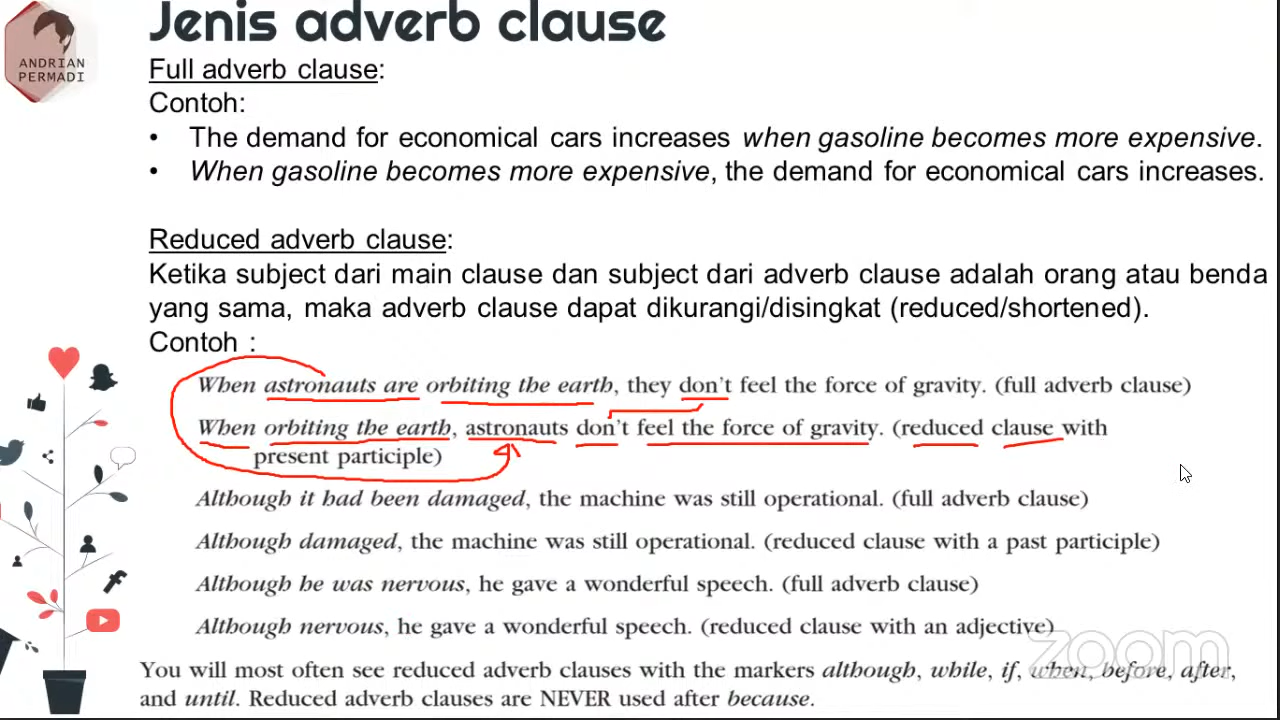 Jenis adverb clause
ANDRIAN
PERMADI
Full adverb clause:
Contoh:
• The demand for economical cars increases when gasoline becomes more expensive.
• When gasoline becomes more expensive, the demand for economical cars increases.
Reduced adverb clause:
Ketika subject dari main clause dan subject dari adverb clause adalah orang atau benda
yang sama, maka adverb clause dapat dikurangi/disingkat (reduced/shortened).
Contoh :
When astronauts are orbiting the earth, they don't feel the force of gravity. (full adverb clause)
When orbiting the earth, astronauts don't feel the force of gravity. (reduced clause with
present participle)
Although it had been damaged, the machine was still operational. (full adverb clause)
Although damaged, the machine was still operational. (reduced clause with a past participle)
Although he was nervous, he gave a wonderful speech. (full adverb clause)
Although nervous, he gave a wonderful speech. (reduced clause with an adjective)
zoom
You will most often see reduced adverb clauses with the markers although, while, if, when, before, after,
and until. Reduced adverb clauses are NEVER used after because.